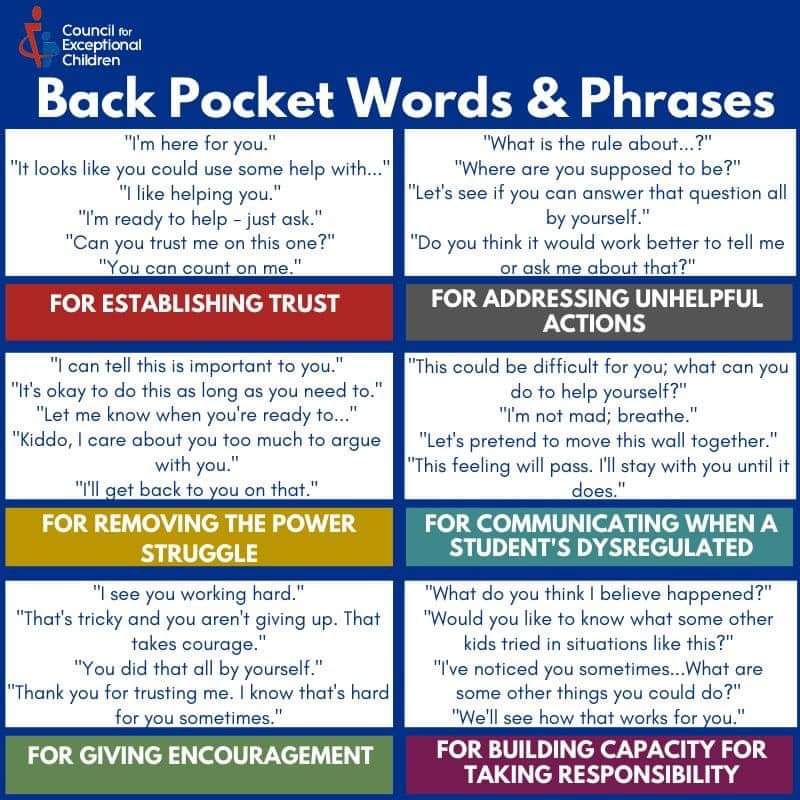 Council for
Exceptional
Children
Back Pocket Words & Phrases
"I'm here for you."
"It looks like you could use some help with..."
"I like helping you."
"I'm ready to help - just ask."
"Can you trust me on this one?"
"You can count on me."
FOR ESTABLISHING TRUST
"What is the rule about...?"
"Where are you supposed to be?"
"Let's see if you can answer that question all
by yourself."
"Do you think it would work better to tell me
or ask me about that?"
FOR ADDRESSING UNHELPFUL
ACTIONS
"I can tell this is important to you."
"It's okay to do this as long as you need to."
"Let me know when you're ready to..."
"Kiddo, I care about you too much to argue
with you."
"I'll get back to you on that."
FOR REMOVING THE POWER
STRUGGLE
"This could be difficult for you; what can you
do to help yourself?"
"I'm not mad; breathe."
"Let's pretend to move this wall together."
"This feeling will pass. I'll stay with you until it
does."
FOR COMMUNICATING WHEN A
STUDENT'S DYSREGULATED
"I see you working hard."
"That's tricky and you aren't giving up. That
takes courage."
"You did that all by yourself."
"Thank you for trusting me. I know that's hard
for you sometimes."
FOR GIVING ENCOURAGEMENT
"What do you think I believe happened?"
"Would you like to know what some other
kids tried in situations like this?"
"I've noticed you sometimes...What are
some other things you could do?"
"We'll see how that works for you."
FOR BUILDING CAPACITY FOR
TAKING RESPONSIBILITY